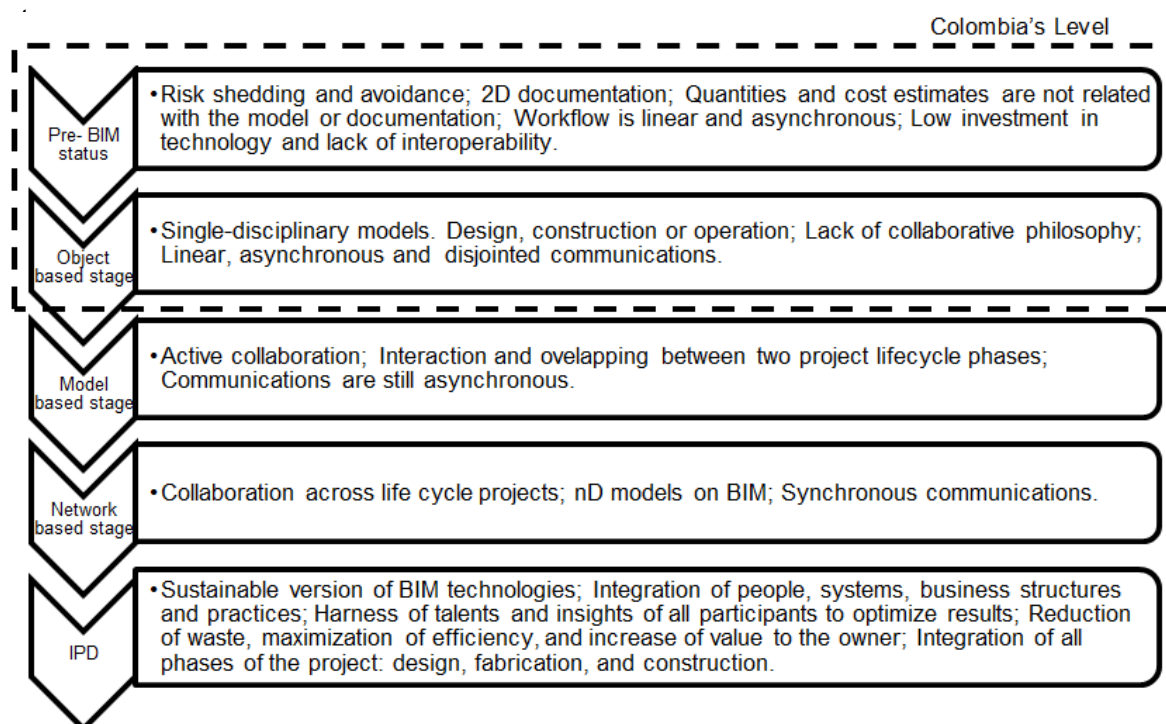 Colombia's Level
Pre- BIM
status
•Risk shedding and avoidance; 2D documentation; Quantities and cost estimates are not related
with the model or documentation; Workflow is linear and asynchronous; Low investment in
technology and lack of interoperability.
Object
based stage
•Single-disciplinary models. Design, construction or operation; Lack of collaborative philosophy;
Linear, asynchronous and disjointed communications.
Model
based stage
•Active collaboration; Interaction and ovelapping between two project lifecycle phases;
Communications are still asynchronous.
Network
based stage
•Collaboration across life cycle projects; nD models on BIM; Synchronous communications.
IPD
•Sustainable version of BIM technologies; Integration of people, systems, business structures
and practices; Harness of talents and insights of all participants to optimize results; Reduction
of waste, maximization of efficiency, and increase of value to the owner; Integration of all
phases of the project: design, fabrication, and construction.